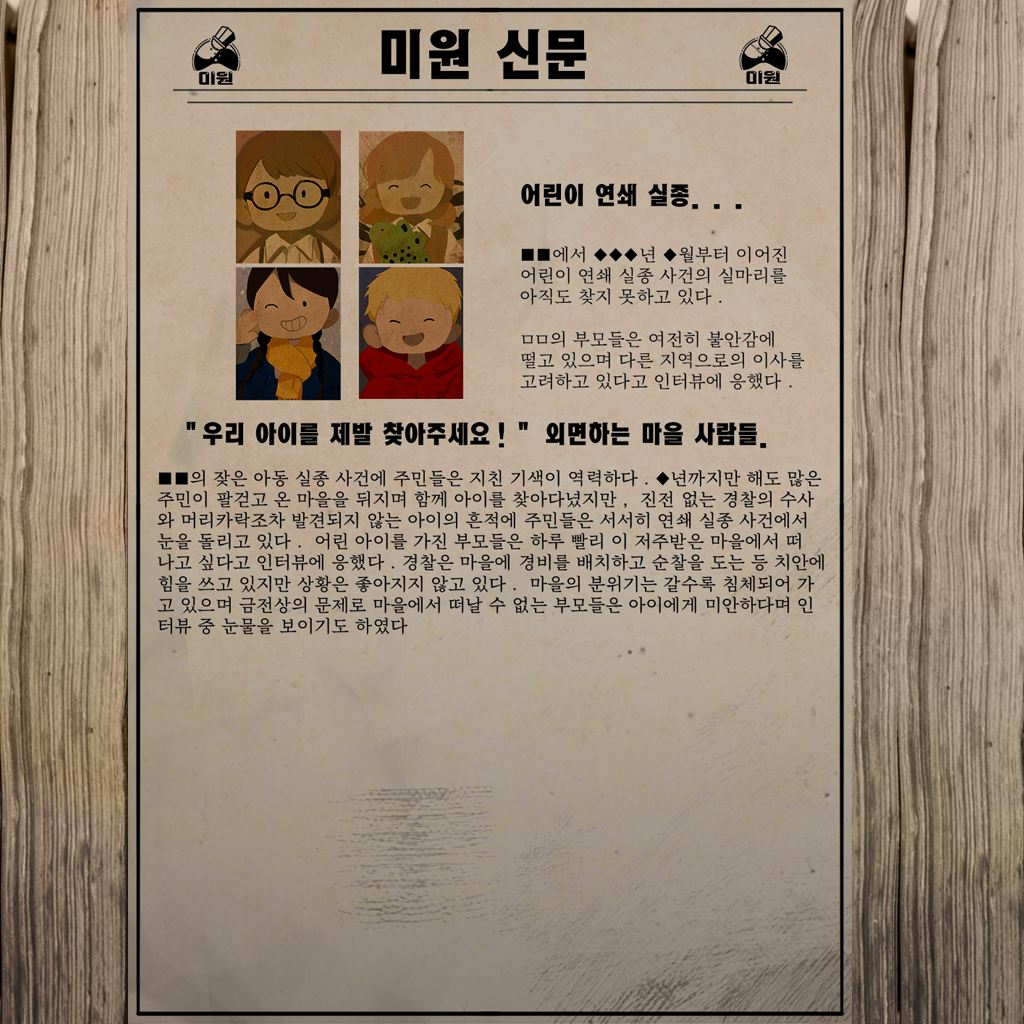 미원 미원 신문 미원
어린이 연쇄 실종. . .
■■에서 ◆◆◆년 ◆월부터 이어진
어린이 연쇄 실종 사건의 실마리를
아직도 찾지 못하고 있다 .
ㅁㅁ의 부모들은 여전히 불안감에
떨고 있으며 다른 지역으로의 이사를
고려하고 있다고 인터뷰에 응했다 .
"우리 아이를 제발 찾아주세요! " 외면하는 마을 사람들.
■■의 잦은 아동 실종 사건에 주민들은 지친 기색이 역력하다 . ◆년까지만 해도 많은
주민이 팔걷고 온 마을을 뒤지며 함께 아이를 찾아다녔지만 , 진전 없는 경찰의 수사
와 머리카락조차 발견되지 않는 아이의 흔적에 주민들은 서서히 연쇄 실종 사건에서
눈을 돌리고 있다 . 어린 아이를 가진 부모들은 하루 빨리 이 저주받은 마을에서 떠
나고 싶다고 인터뷰에 응했다 . 경찰은 마을에 경비를 배치하고 순찰을 도는 등 치안에
힘을 쓰고 있지만 상황은 좋아지지 않고 있다 . 마을의 분위기는 갈수록 침체되어 가
고 있으며 금전상의 문제로 마을에서 떠날 수 없는 부모들은 아이에게 미안하다며 인
터뷰 중 눈물을 보이기도 하였다